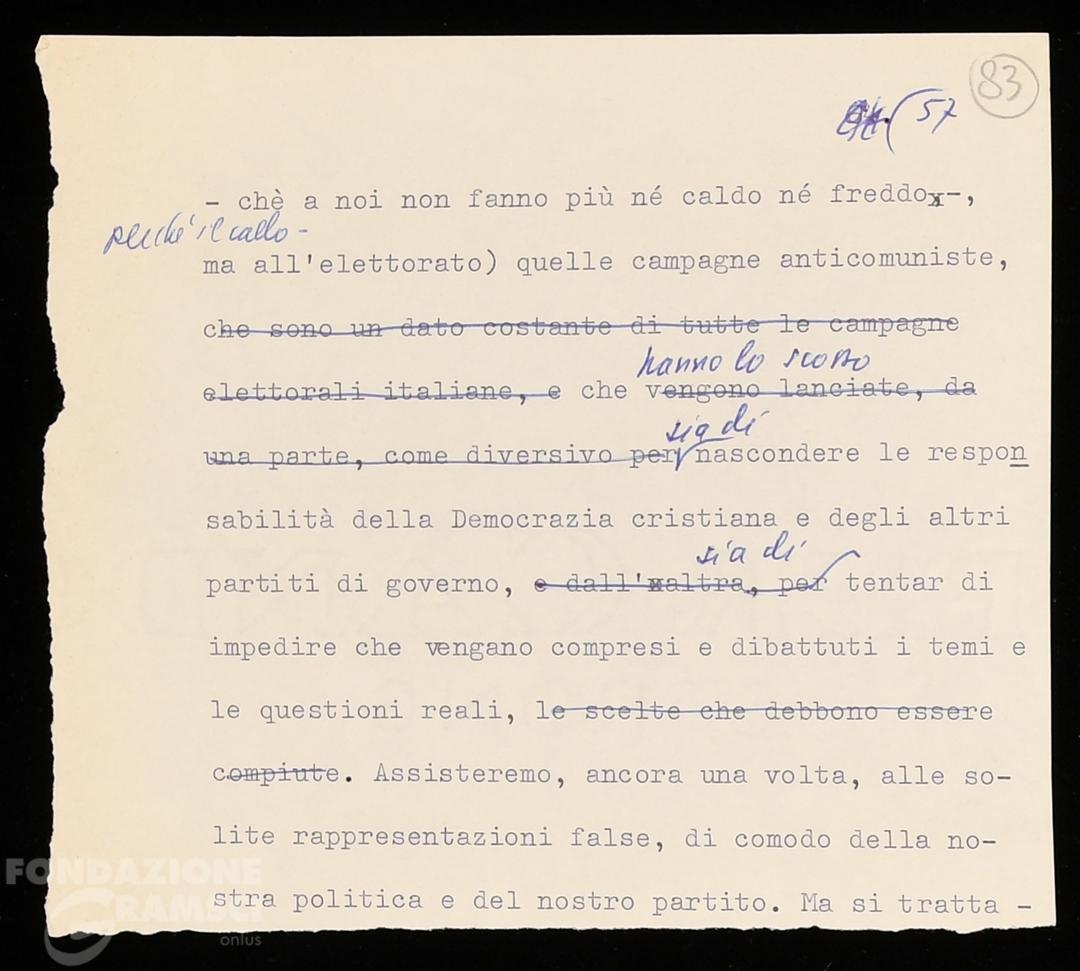 83
57
- chè a noi non fanno più né caldo né freddox-,
perché il callo -
ma all'elettorato) quelle campagne anticomuniste,
che sono un dato costante di tutte le campagne
hanno lo scopo
elettorali italiane, e che vengono lanciate, da
sia di
una parte, come diversivo per nascondere le respon
sabilità della Democrazia cristiana e degli altri
sia di
partiti di governo, e dall'xaltra, per tentar di
impedire che vengano compresi e dibattuti i temi e
le questioni reali, le scelte che debbono essere
compiute. Assisteremo, ancora una volta, alle so-
lite rappresentazioni false, di comodo della no-
stra politica e del nostro partito. Ma si tratta -
FONDAZIONE
GRAMSCI
onlus